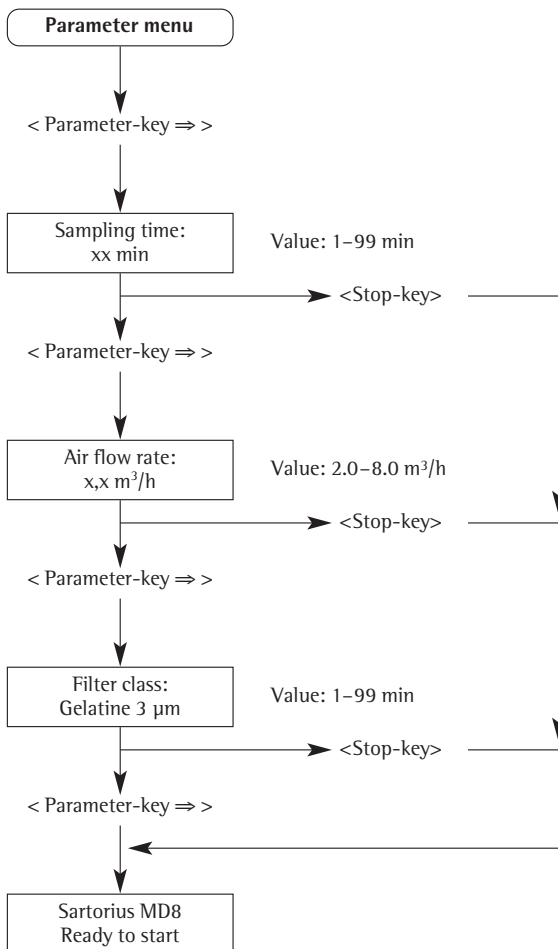 Parameter menu
< Parameter-key ⇒ >
Sampling time:
xx min
Value: 1–99 min
<Stop-key>
< Parameter-key ⇒ >
Air flow rate:
x,x m³/h
Value: 2.0–8.0 m³/h
<Stop-key>
< Parameter-key ⇒ >
Filter class:
Gelatine 3 µm
Value: 1–99 min
<Stop-key>
< Parameter-key ⇒ >
Sartorius MD8
Ready to start